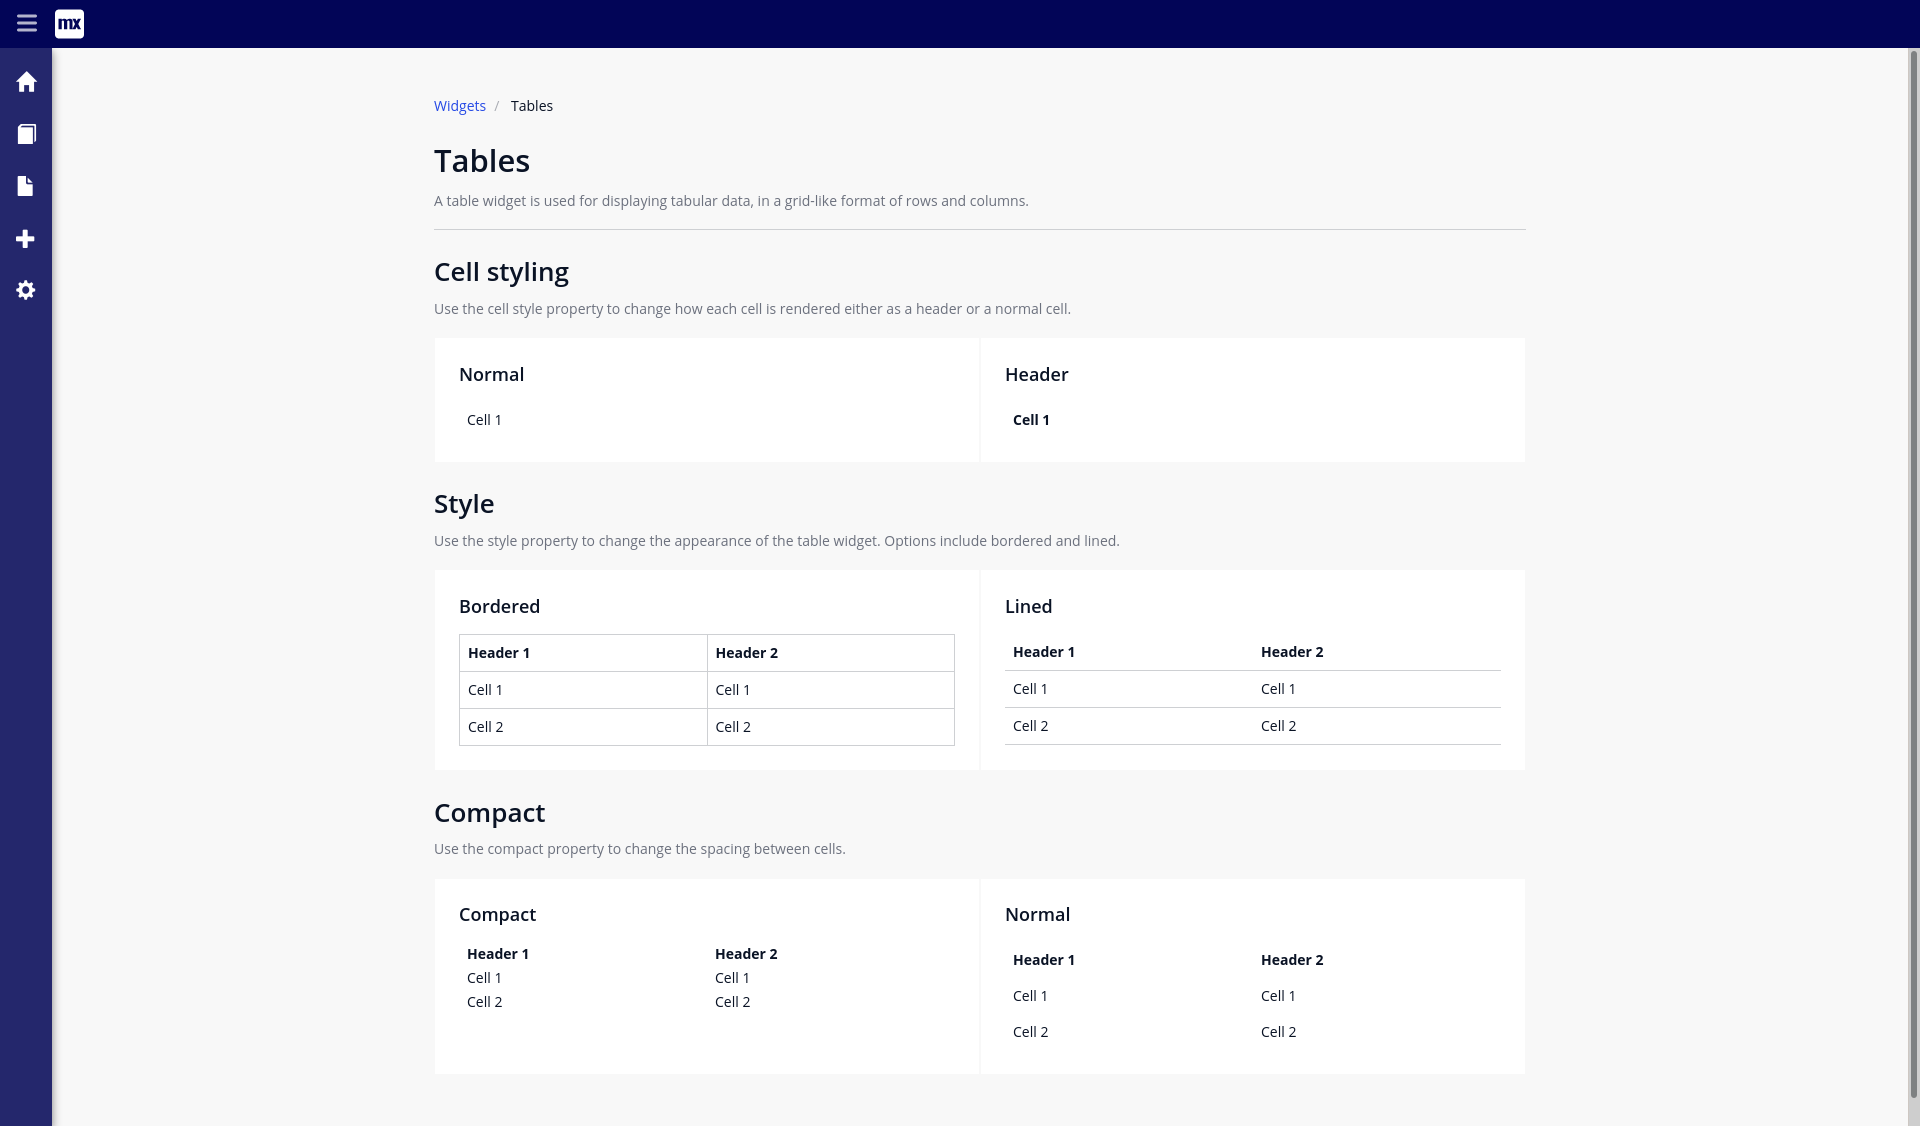 mx
Widgets / Tables
Tables
A table widget is used for displaying tabular data, in a grid-like format of rows and columns.
Cell styling
Use the cell style property to change how each cell is rendered either as a header or a normal cell.
Normal
Cell 1
Header
Cell 1
Style
Use the style property to change the appearance of the table widget. Options include bordered and lined.
Bordered
Header 1 Header 2
Cell 1 Cell 1
Cell 2 Cell 2
Lined
Header 1 Header 2
Cell 1 Cell 1
Cell 2 Cell 2
Compact
Use the compact property to change the spacing between cells.
Compact
Header 1 Header 2
Cell 1 Cell 1
Cell 2 Cell 2
Normal
Header 1 Header 2
Cell 1 Cell 1
Cell 2 Cell 2